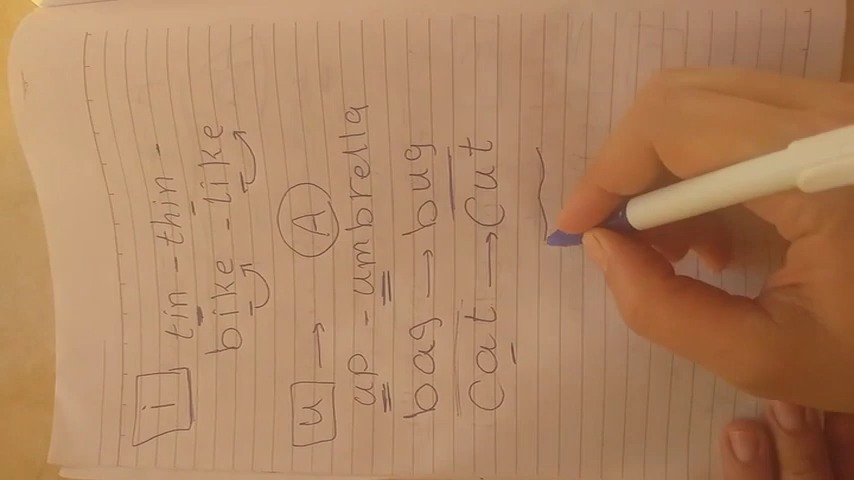 i tin - thin -
bike - like
u → A
up - umbrella
bag → bug
Cat → Cut